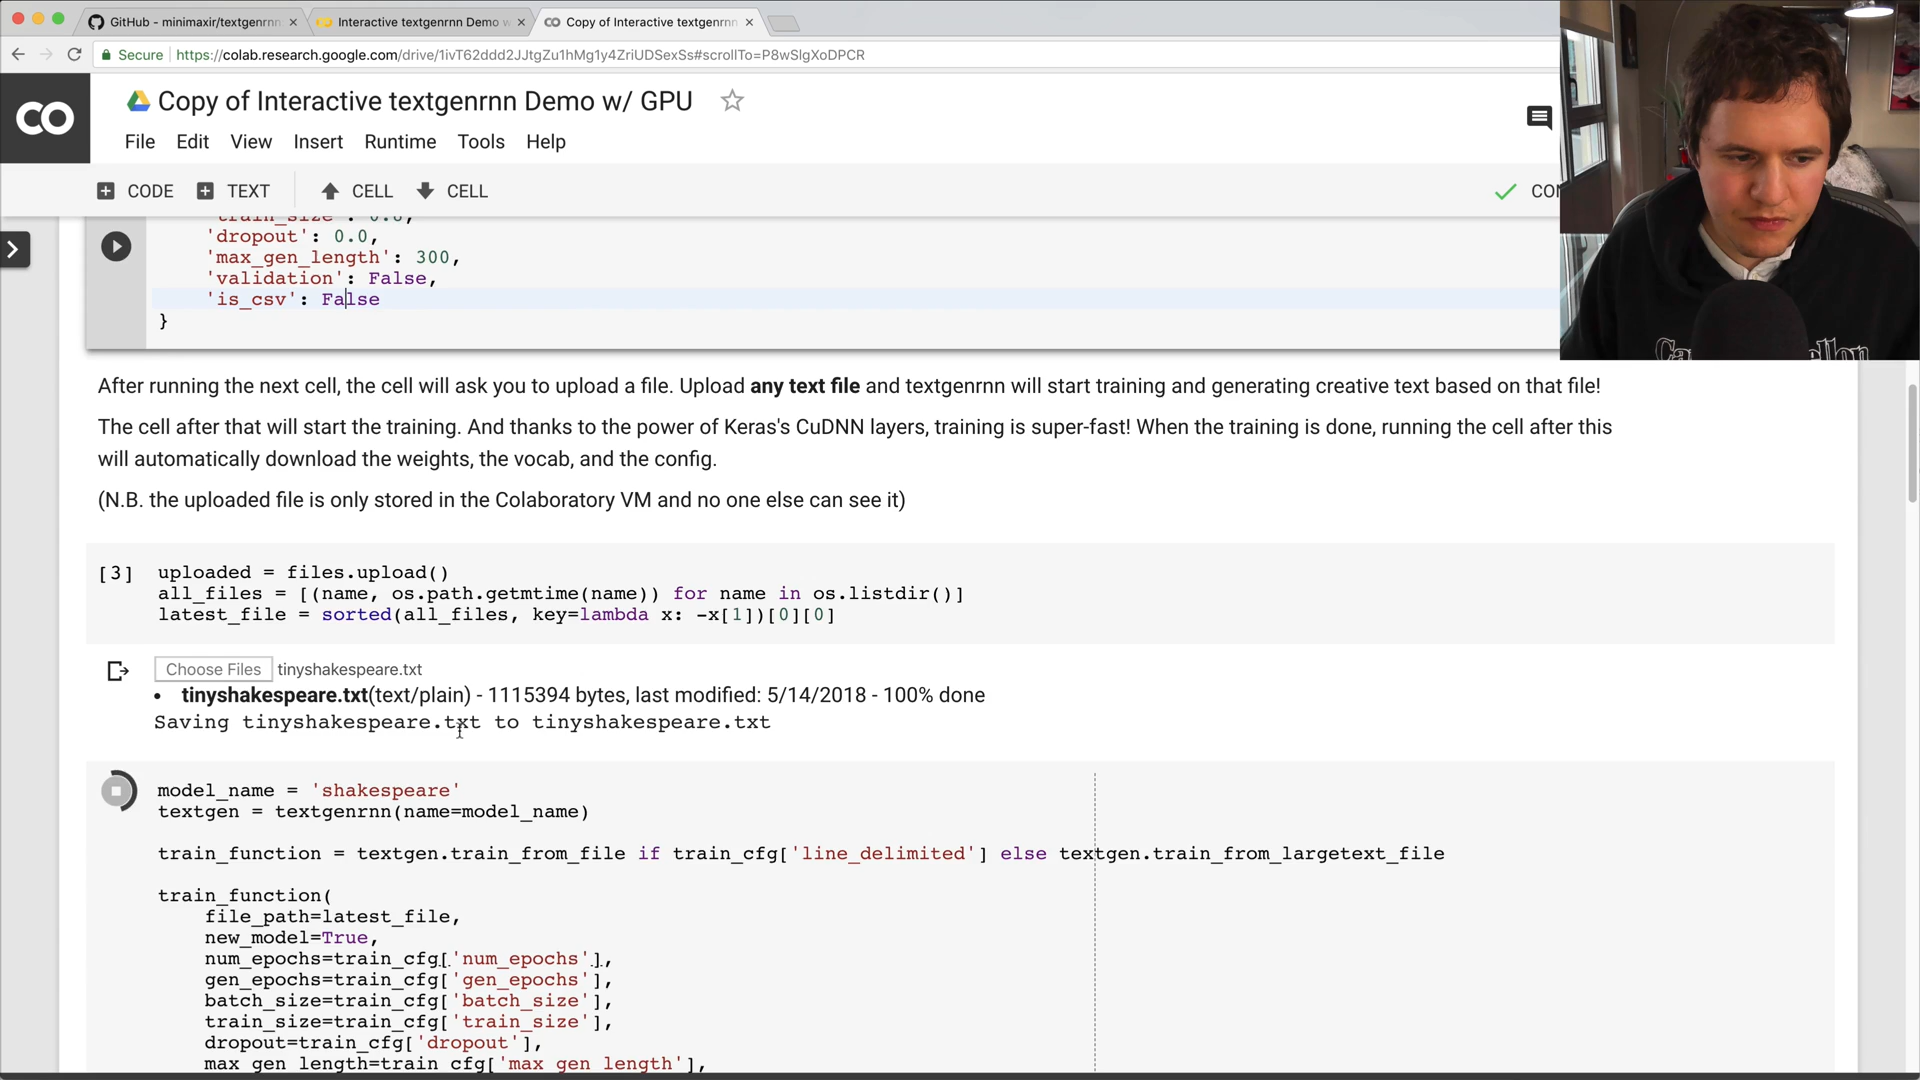 GitHub - minimaxir/textgenrnn
Interactive textgenrnn Demo w
Copy of Interactive textgenrnn
Secure https://colab.research.google.com/drive/1ivT62ddd2JJtgZu1hMg1y4ZriUDSexSs#scrollTo=P8wSlgXoDPCR
CO
Copy of Interactive textgenrnn Demo w/ GPU
File Edit View Insert Runtime Tools Help
CODE TEXT CELL CELL CON
'train_size': 0.8,
'dropout': 0.0,
'max_gen_length': 300,
'validation': False,
'is_csv': False
}
After running the next cell, the cell will ask you to upload a file. Upload any text file and textgenrnn will start training and generating creative text based on that file!
The cell after that will start the training. And thanks to the power of Keras's CuDNN layers, training is super-fast! When the training is done, running the cell after this
will automatically download the weights, the vocab, and the config.
(N.B. the uploaded file is only stored in the Colaboratory VM and no one else can see it)
[3] uploaded = files.upload()
all_files = [(name, os.path.getmtime(name)) for name in os.listdir()]
latest_file = sorted(all_files, key=lambda x: -x[1])[0][0]
Choose Files tinyshakespeare.txt
• tinyshakespeare.txt(text/plain) - 1115394 bytes, last modified: 5/14/2018 - 100% done
Saving tinyshakespeare.txt to tinyshakespeare.txt
model_name = 'shakespeare'
textgen = textgenrnn(name=model_name)
train_function = textgen.train_from_file if train_cfg['line_delimited'] else textgen.train_from_largetext_file
train_function(
file_path=latest_file,
new_model=True,
num_epochs=train_cfg['num_epochs'],
gen_epochs=train_cfg['gen_epochs'],
batch_size=train_cfg['batch_size'],
train_size=train_cfg['train_size'],
dropout=train_cfg['dropout'],
max_gen_length=train_cfg['max_gen_length'],